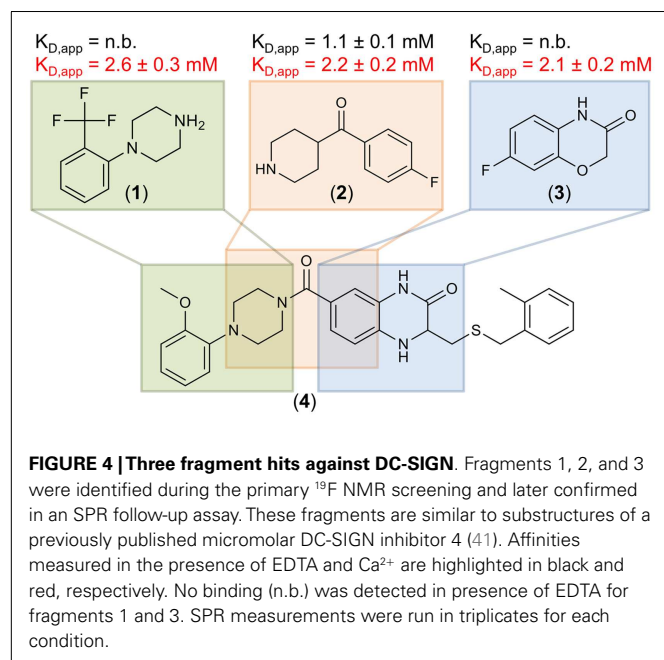 K_D,app = n.b.
K_D,app = 2.6 ± 0.3 mM
K_D,app = 1.1 ± 0.1 mM
K_D,app = 2.2 ± 0.2 mM
K_D,app = n.b.
K_D,app = 2.1 ± 0.2 mM
F
F
F
NH₂
N
(1)
O
HN
F
(2)
H
N
O
F
O
(3)
O
N
N
O
H
N
O
N
H
S
(4)
FIGURE 4 | Three fragment hits against DC-SIGN. Fragments 1, 2, and 3
were identified during the primary ¹⁹F NMR screening and later confirmed
in an SPR follow-up assay. These fragments are similar to substructures of a
previously published micromolar DC-SIGN inhibitor 4 (41). Affinities
measured in the presence of EDTA and Ca²⁺ are highlighted in black and
red, respectively. No binding (n.b.) was detected in presence of EDTA for
fragments 1 and 3. SPR measurements were run in triplicates for each
condition.